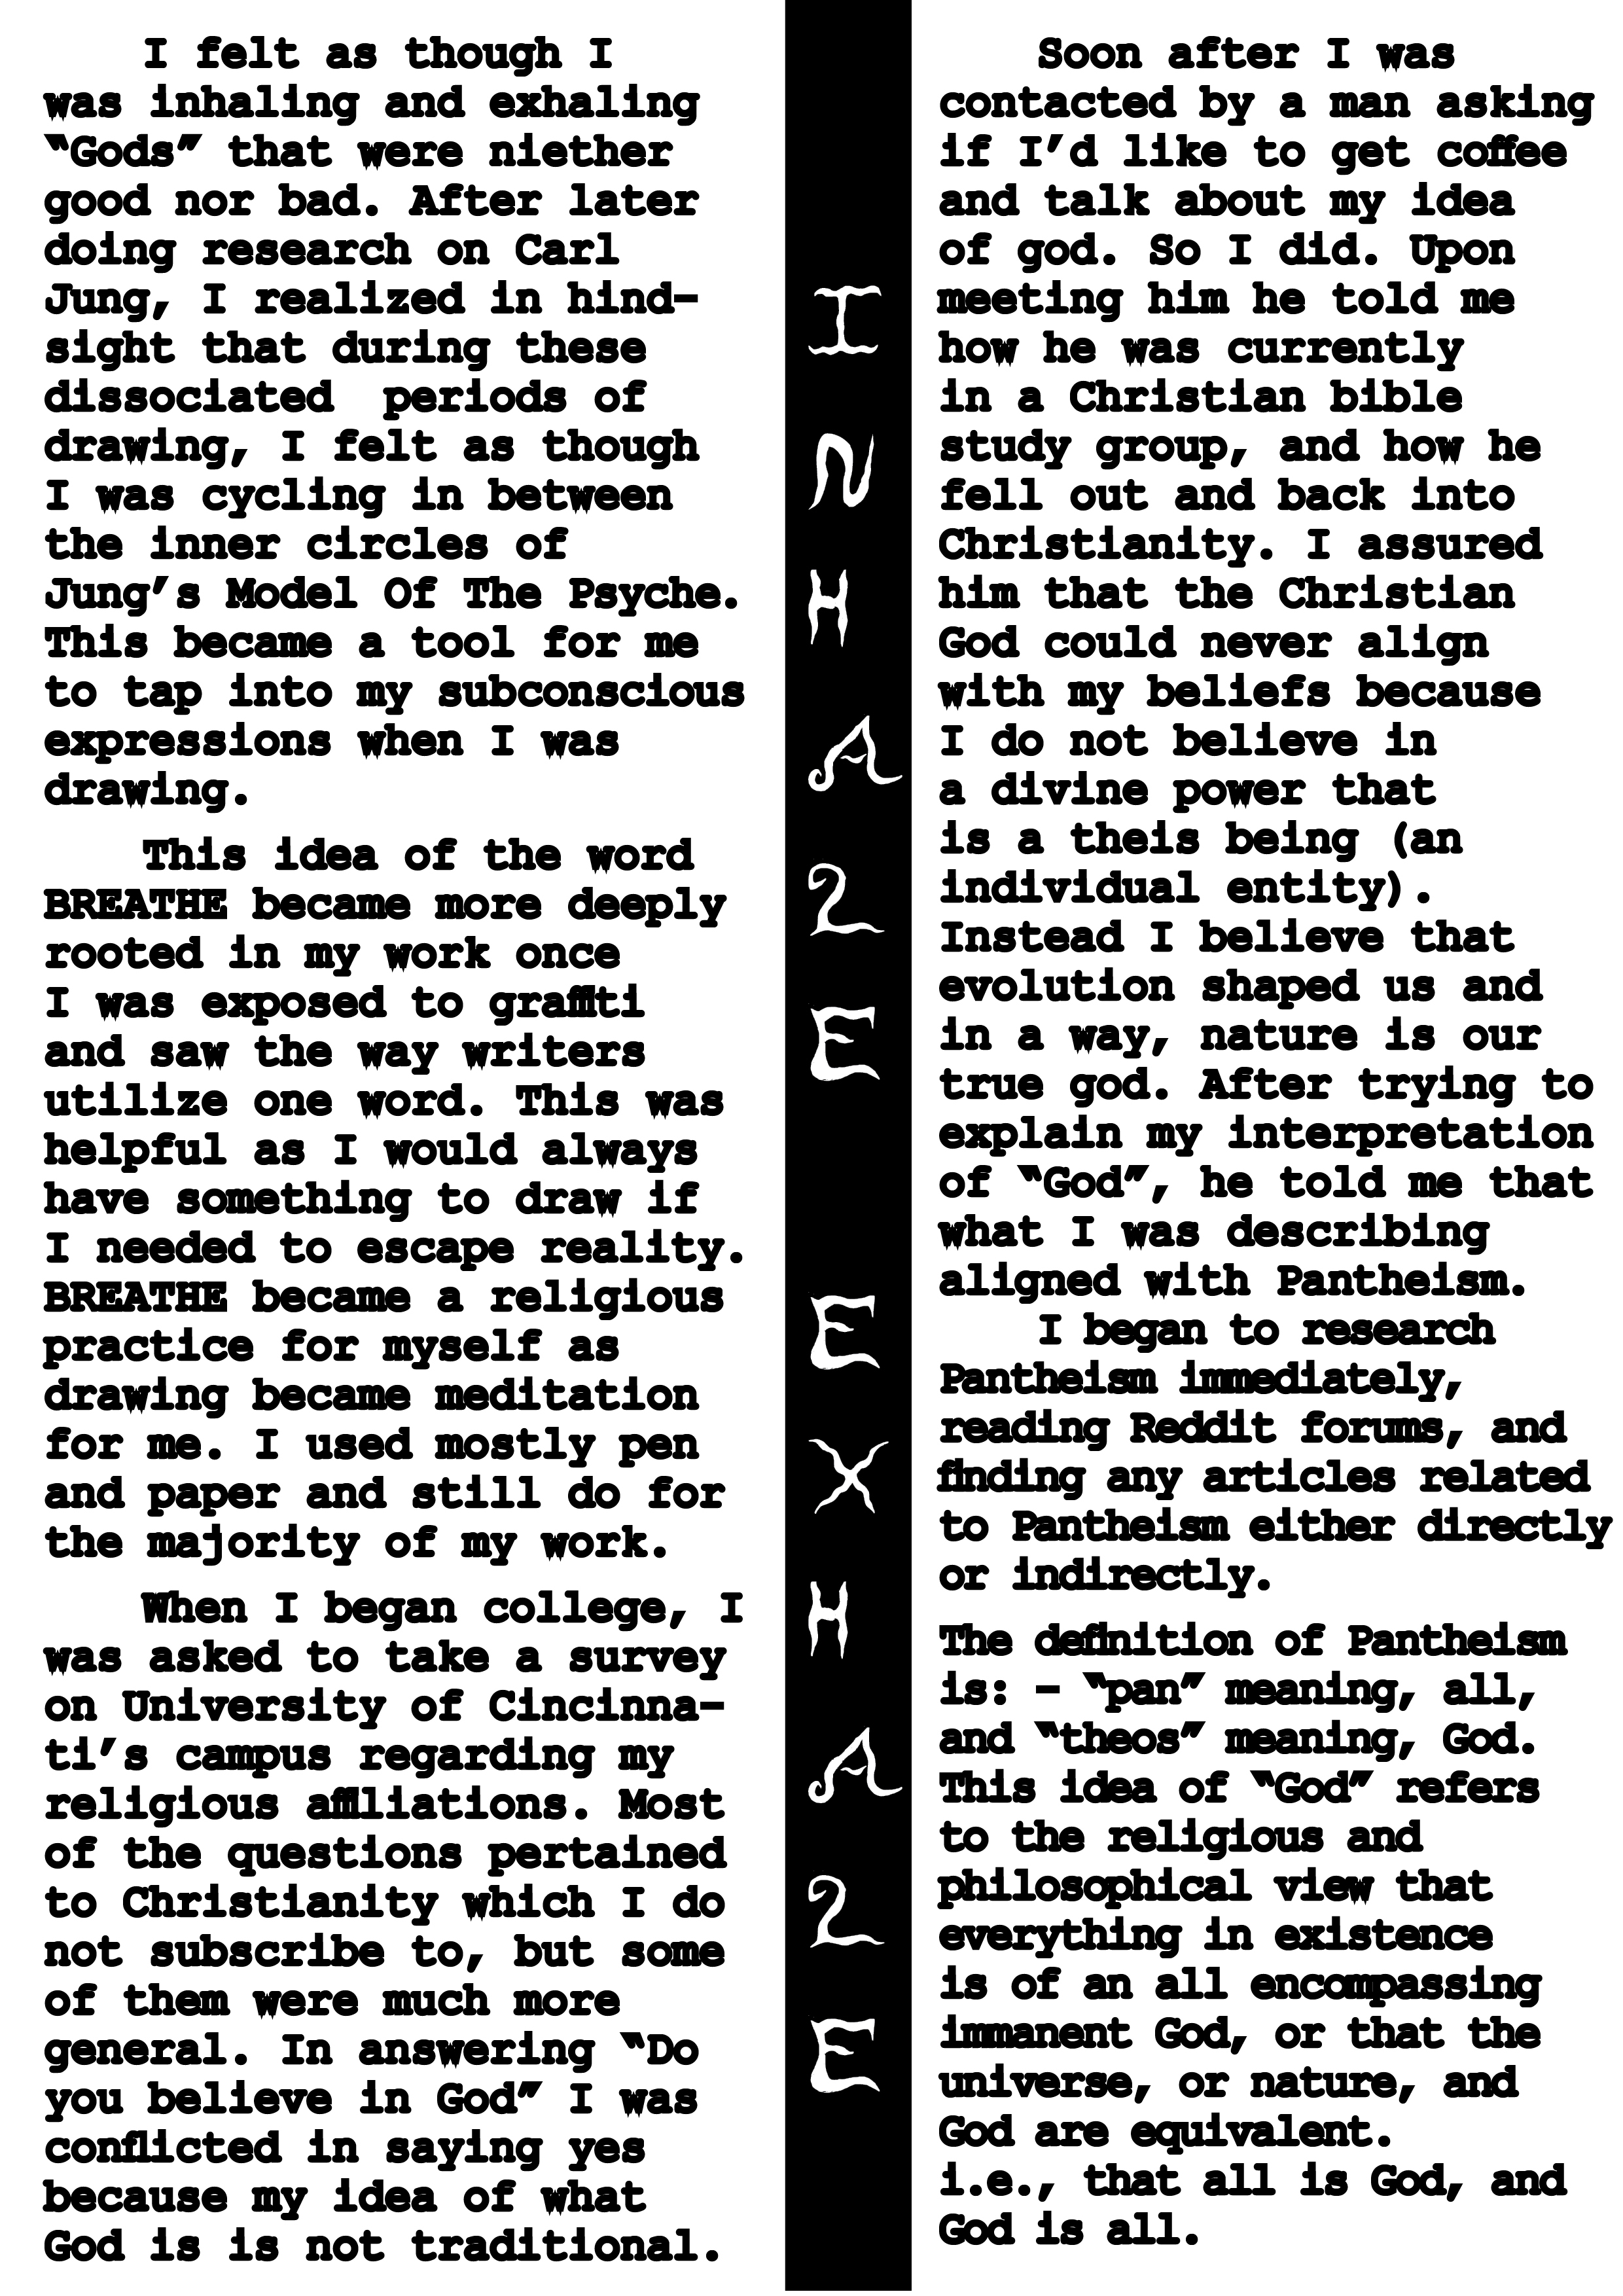 I felt as though I
was inhaling and exhaling
“Gods” that were niether
good nor bad. After later
doing research on Carl
Jung, I realized in hind-
sight that during these
dissociated  periods of
drawing, I felt as though
I was cycling in between
the inner circles of
Jung’s Model Of The Psyche.
This became a tool for me
to tap into my subconscious
expressions when I was
drawing.
This idea of the word
BREATHE became more deeply
rooted in my work once
I was exposed to graffiti
and saw the way writers
utilize one word. This was
helpful as I would always
have something to draw if
I needed to escape reality.
BREATHE became a religious
practice for myself as
drawing became meditation
for me. I used mostly pen
and paper and still do for
the majority of my work.
When I began college, I
was asked to take a survey
on University of Cincinna-
ti’s campus regarding my
religious affiliations. Most
of the questions pertained
to Christianity which I do
not subscribe to, but some
of them were much more
general. In answering “Do
you believe in God” I was
conflicted in saying yes
because my idea of what
God is is not traditional.
I
N
H
A
2
E
E
X
H
A
2
E
Soon after I was
contacted by a man asking
if I’d like to get coffee
and talk about my idea
of god. So I did. Upon
meeting him he told me
how he was currently
in a Christian bible
study group, and how he
fell out and back into
Christianity. I assured
him that the Christian
God could never align
with my beliefs because
I do not believe in
a divine power that
is a theis being (an
individual entity).
Instead I believe that
evolution shaped us and
in a way, nature is our
true god. After trying to
explain my interpretation
of “God”, he told me that
what I was describing
aligned with Pantheism.
I began to research
Pantheism immediately,
reading Reddit forums, and
finding any articles related
to Pantheism either directly
or indirectly.
The definition of Pantheism
is: - “pan” meaning, all,
and “theos” meaning, God.
This idea of “God” refers
to the religious and
philosophical view that
everything in existence
is of an all encompassing
immanent God, or that the
universe, or nature, and
God are equivalent.
i.e., that all is God, and
God is all.